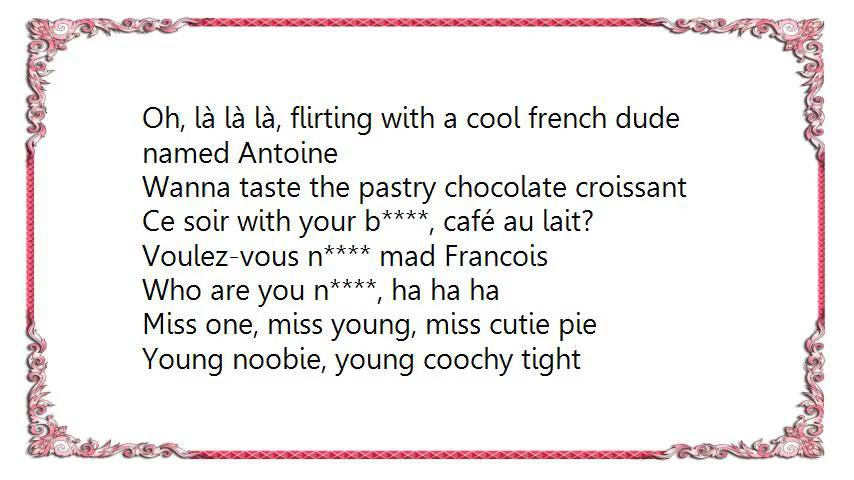 Oh, là là là, flirting with a cool french dude
named Antoine
Wanna taste the pastry chocolate croissant
Ce soir with your b****, café au lait?
Voulez-vous n**** mad Francois
Who are you n****, ha ha ha
Miss one, miss young, miss cutie pie
Young noobie, young coochy tight